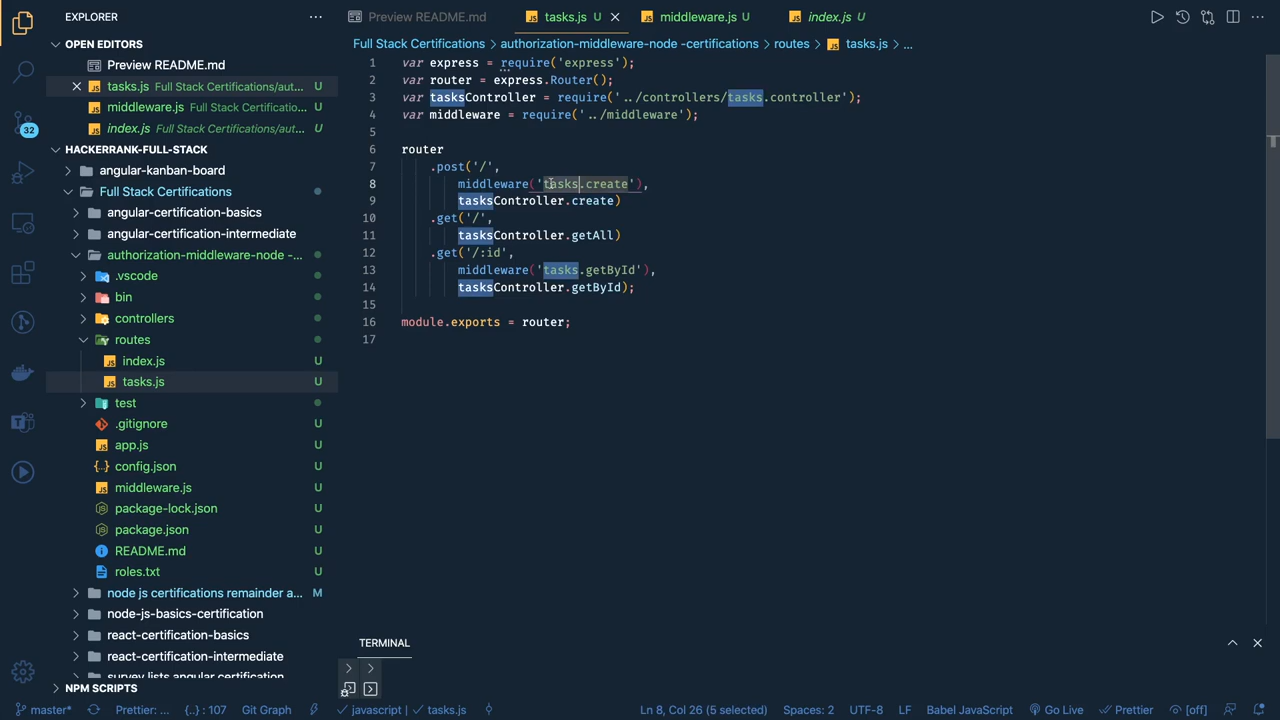 EXPLORER
OPEN EDITORS
Preview README.md
tasks.js Full Stack Certifications/aut... U
middleware.js Full Stack Certificatio... U
index.js Full Stack Certifications/aut... U
HACKERRANK-FULL-STACK
angular-kanban-board
Full Stack Certifications
angular-certification-basics
angular-certification-intermediate
authorization-middleware-node -...
.vscode
bin
controllers
routes
index.js U
tasks.js U
test
.gitignore U
app.js U
config.json U
middleware.js U
package-lock.json U
package.json U
README.md U
roles.txt U
node js certifications remainder a... M
node-js-basics-certification
react-certification-basics
react-certification-intermediate
survey lists angular certification
NPM SCRIPTS
32
Preview README.md
tasks.js U
middleware.js U
index.js U
Full Stack Certifications > authorization-middleware-node -certifications > routes > tasks.js > ...
1 var express = require('express');
2 var router = express.Router();
3 var tasksController = require('../controllers/tasks.controller');
4 var middleware = require('../middleware');
5
6 router
7 .post('/',
8 middleware('tasks.create'),
9 tasksController.create)
10 .get('/',
11 tasksController.getAll)
12 .get('/:id',
13 middleware('tasks.getById'),
14 tasksController.getById);
15
16 module.exports = router;
17
TERMINAL
master* Prettier: ... {..} : 107 Git Graph javascript | tasks.js Ln 8, Col 26 (5 selected) Spaces: 2 UTF-8 LF Babel JavaScript Go Live Prettier [off]